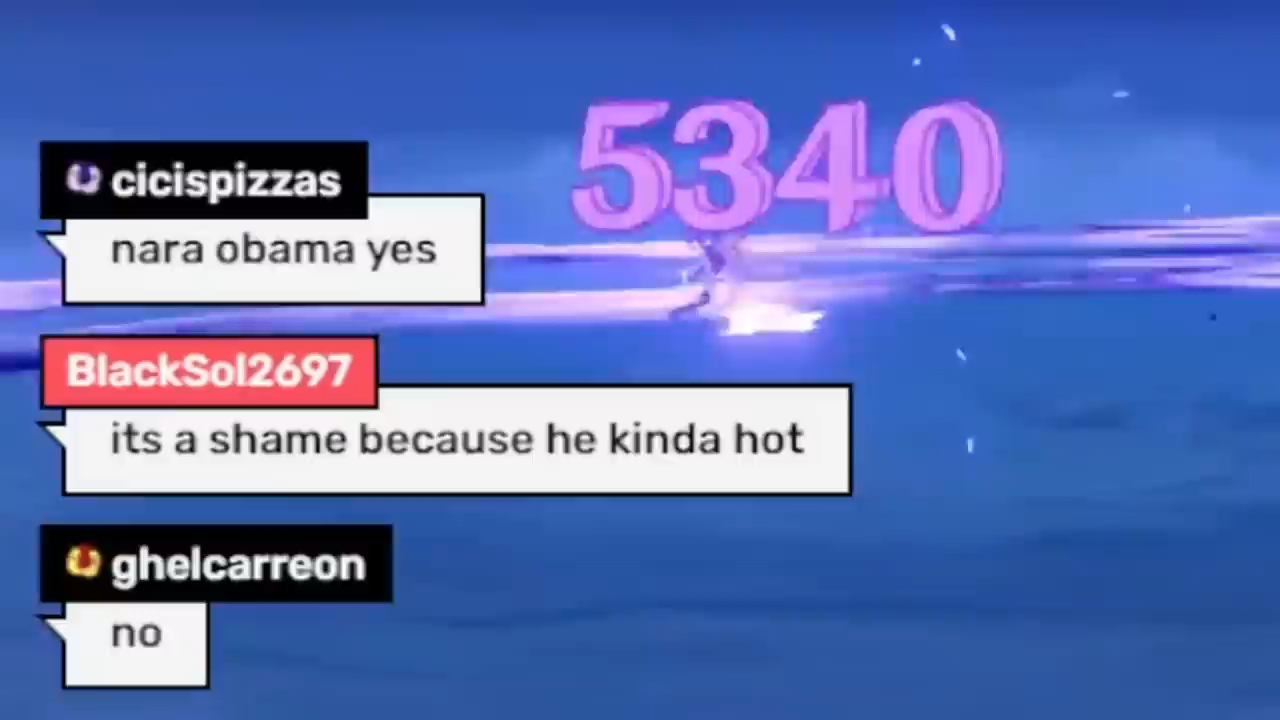 5340
cicispizzas
nara obama yes
BlackSol2697
its a shame because he kinda hot
ghelcarreon
no